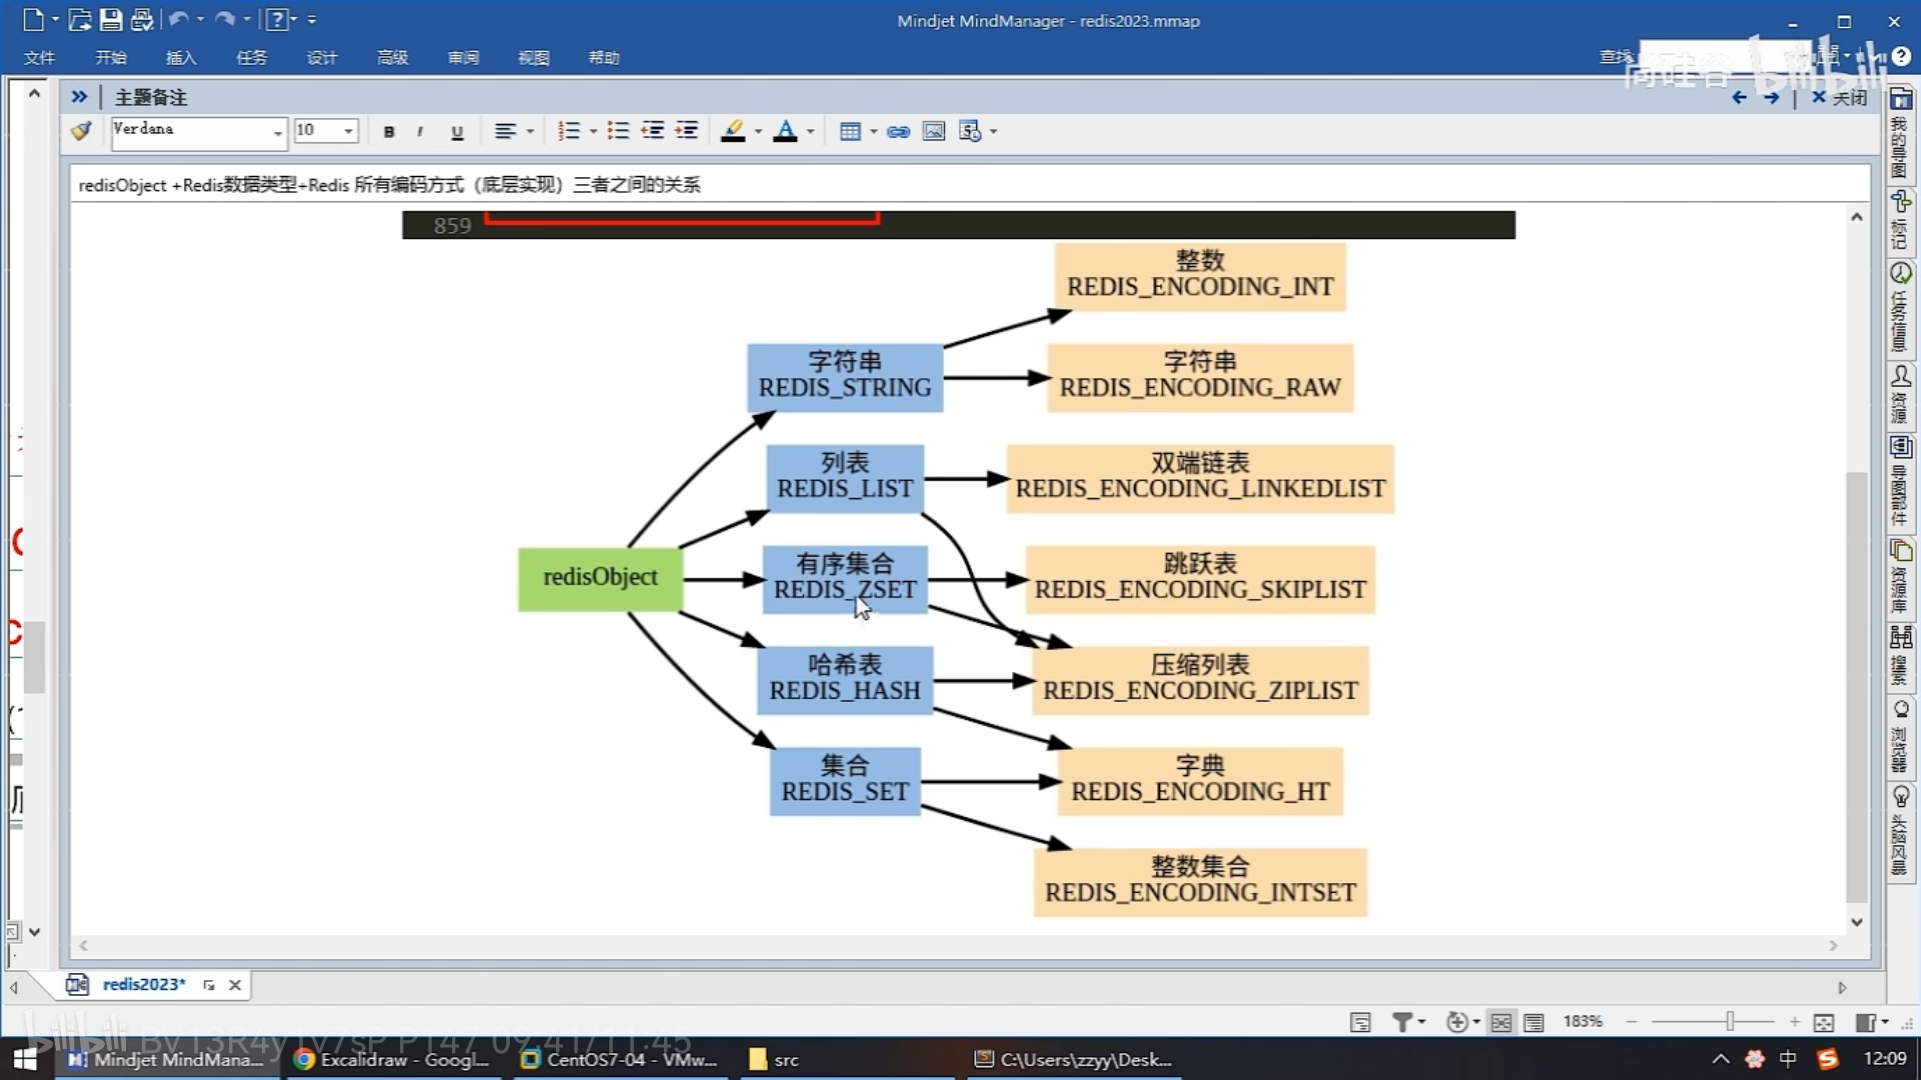 Mindjet MindManager - redis2023.mmap
文件 开始 插入 任务 设计 高级 审阅 视图 帮助
查找
尚硅谷 bilibili
主题备注
关闭
Verdana 10 B I U A
redisObject +Redis数据类型+Redis 所有编码方式（底层实现）三者之间的关系
859
整数
REDIS_ENCODING_INT
字符串
REDIS_STRING
字符串
REDIS_ENCODING_RAW
列表
REDIS_LIST
双端链表
REDIS_ENCODING_LINKEDLIST
redisObject
有序集合
REDIS_ZSET
跳跃表
REDIS_ENCODING_SKIPLIST
哈希表
REDIS_HASH
压缩列表
REDIS_ENCODING_ZIPLIST
集合
REDIS_SET
字典
REDIS_ENCODING_HT
整数集合
REDIS_ENCODING_INTSET
我的导图
标记
任务信息
资源
导图部件
资源库
搜索
浏览器
头脑风暴
redis2023*
183%
bilibili BV13R4y1v7sP P147 09:41/11:45
Mindjet MindMana...
Excalidraw - Googl...
CentOS7-04 - VMw...
src
C:\Users\zzyy\Desk...
中
12:09